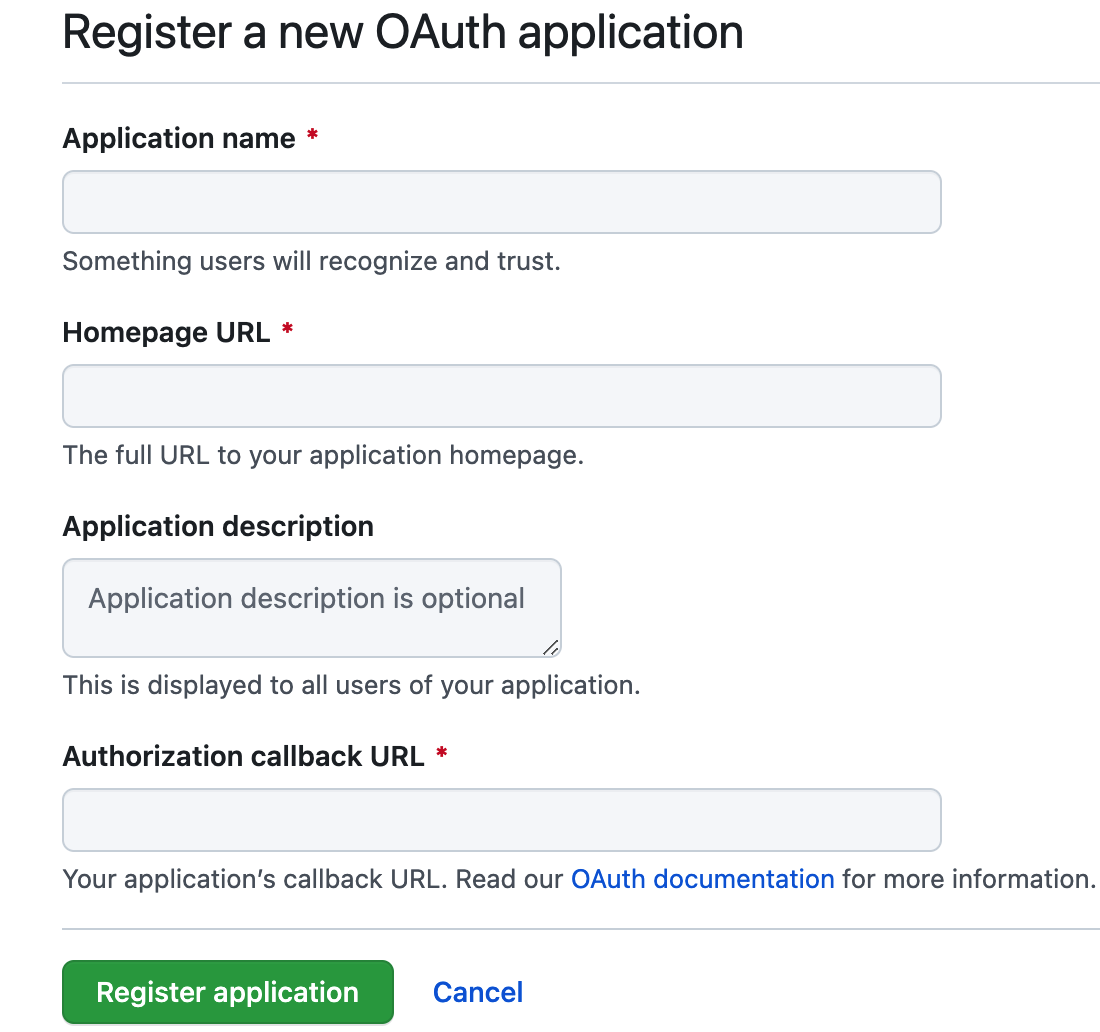 Register a new OAuth application
Application name *
Something users will recognize and trust.
Homepage URL *
The full URL to your application homepage.
Application description
Application description is optional
This is displayed to all users of your application.
Authorization callback URL *
Your application’s callback URL. Read our OAuth documentation for more information.
Register application Cancel